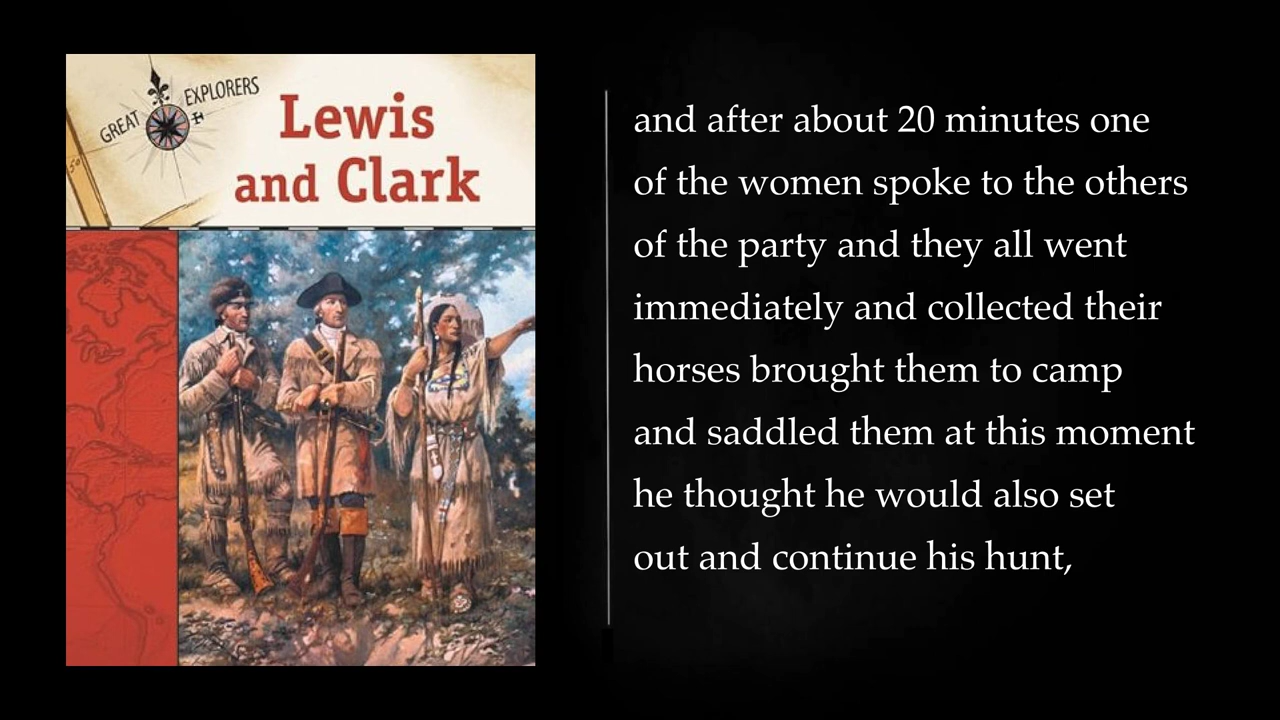 GREAT EXPLORERS
Lewis
and Clark
and after about 20 minutes one
of the women spoke to the others
of the party and they all went
immediately and collected their
horses brought them to camp
and saddled them at this moment
he thought he would also set
out and continue his hunt,